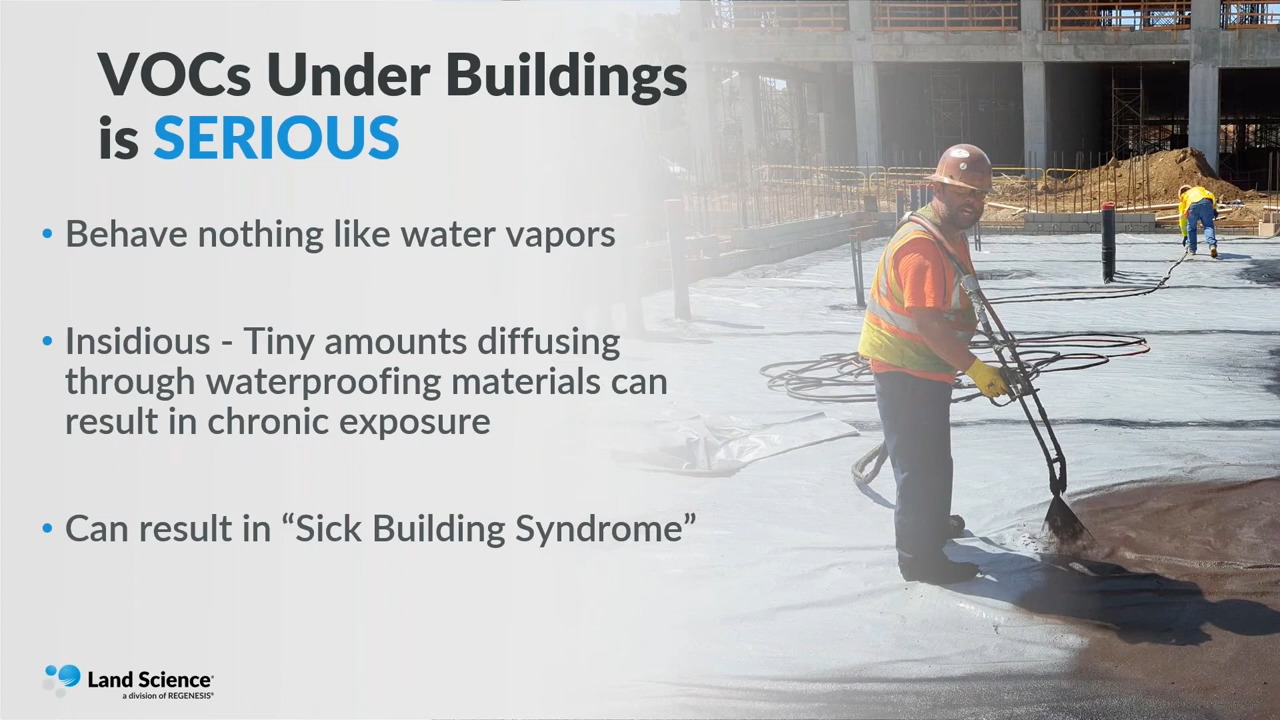 VOCs Under Buildings
is SERIOUS
• Behave nothing like water vapors
• Insidious - Tiny amounts diffusing
through waterproofing materials can
result in chronic exposure
• Can result in “Sick Building Syndrome”
Land Science®
a division of REGENESIS®